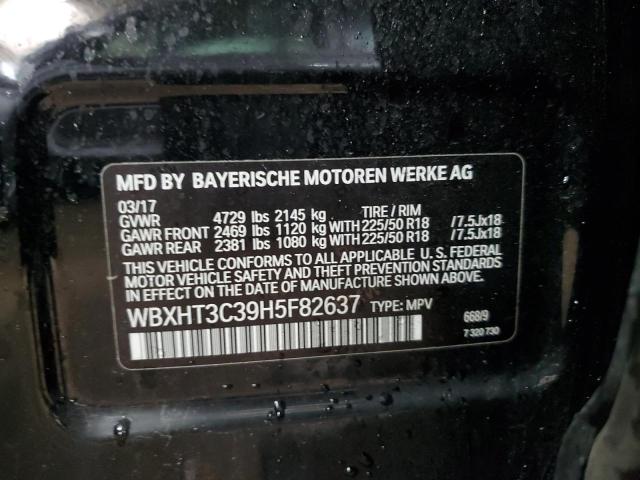 MFD BY BAYERISCHE MOTOREN WERKE AG
03/17
GVWR 4729 lbs 2145 kg TIRE / RIM
GAWR FRONT 2469 lbs 1120 kg WITH 225/50 R18 /7.5Jx18
GAWR REAR 2381 lbs 1080 kg WITH 225/50 R18 /7.5Jx18
THIS VEHICLE CONFORMS TO ALL APPLICABLE U. S. FEDERAL
MOTOR VEHICLE SAFETY AND THEFT PREVENTION STANDARDS
IN EFFECT ON THE DATE OF MANUFACTURE SHOWN ABOVE.
WBXHT3C39H5F82637 TYPE: MPV
668/9
7 320 730